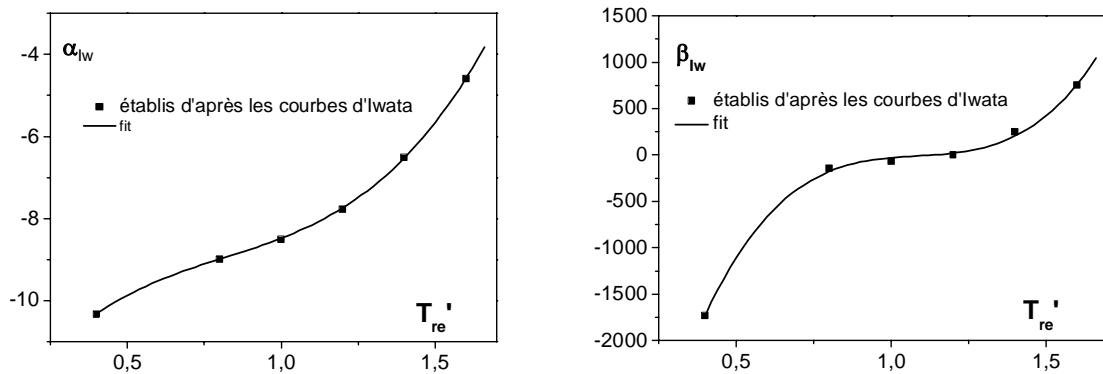 -4
-6
-8
-10
α_lw
établis d'après les courbes d'Iwata
fit
T_re'
0,5
1,0
1,5
1500
1000
500
0
-500
-1000
-1500
-2000
β_lw
établis d'après les courbes d'Iwata
fit
T_re'
0,5
1,0
1,5